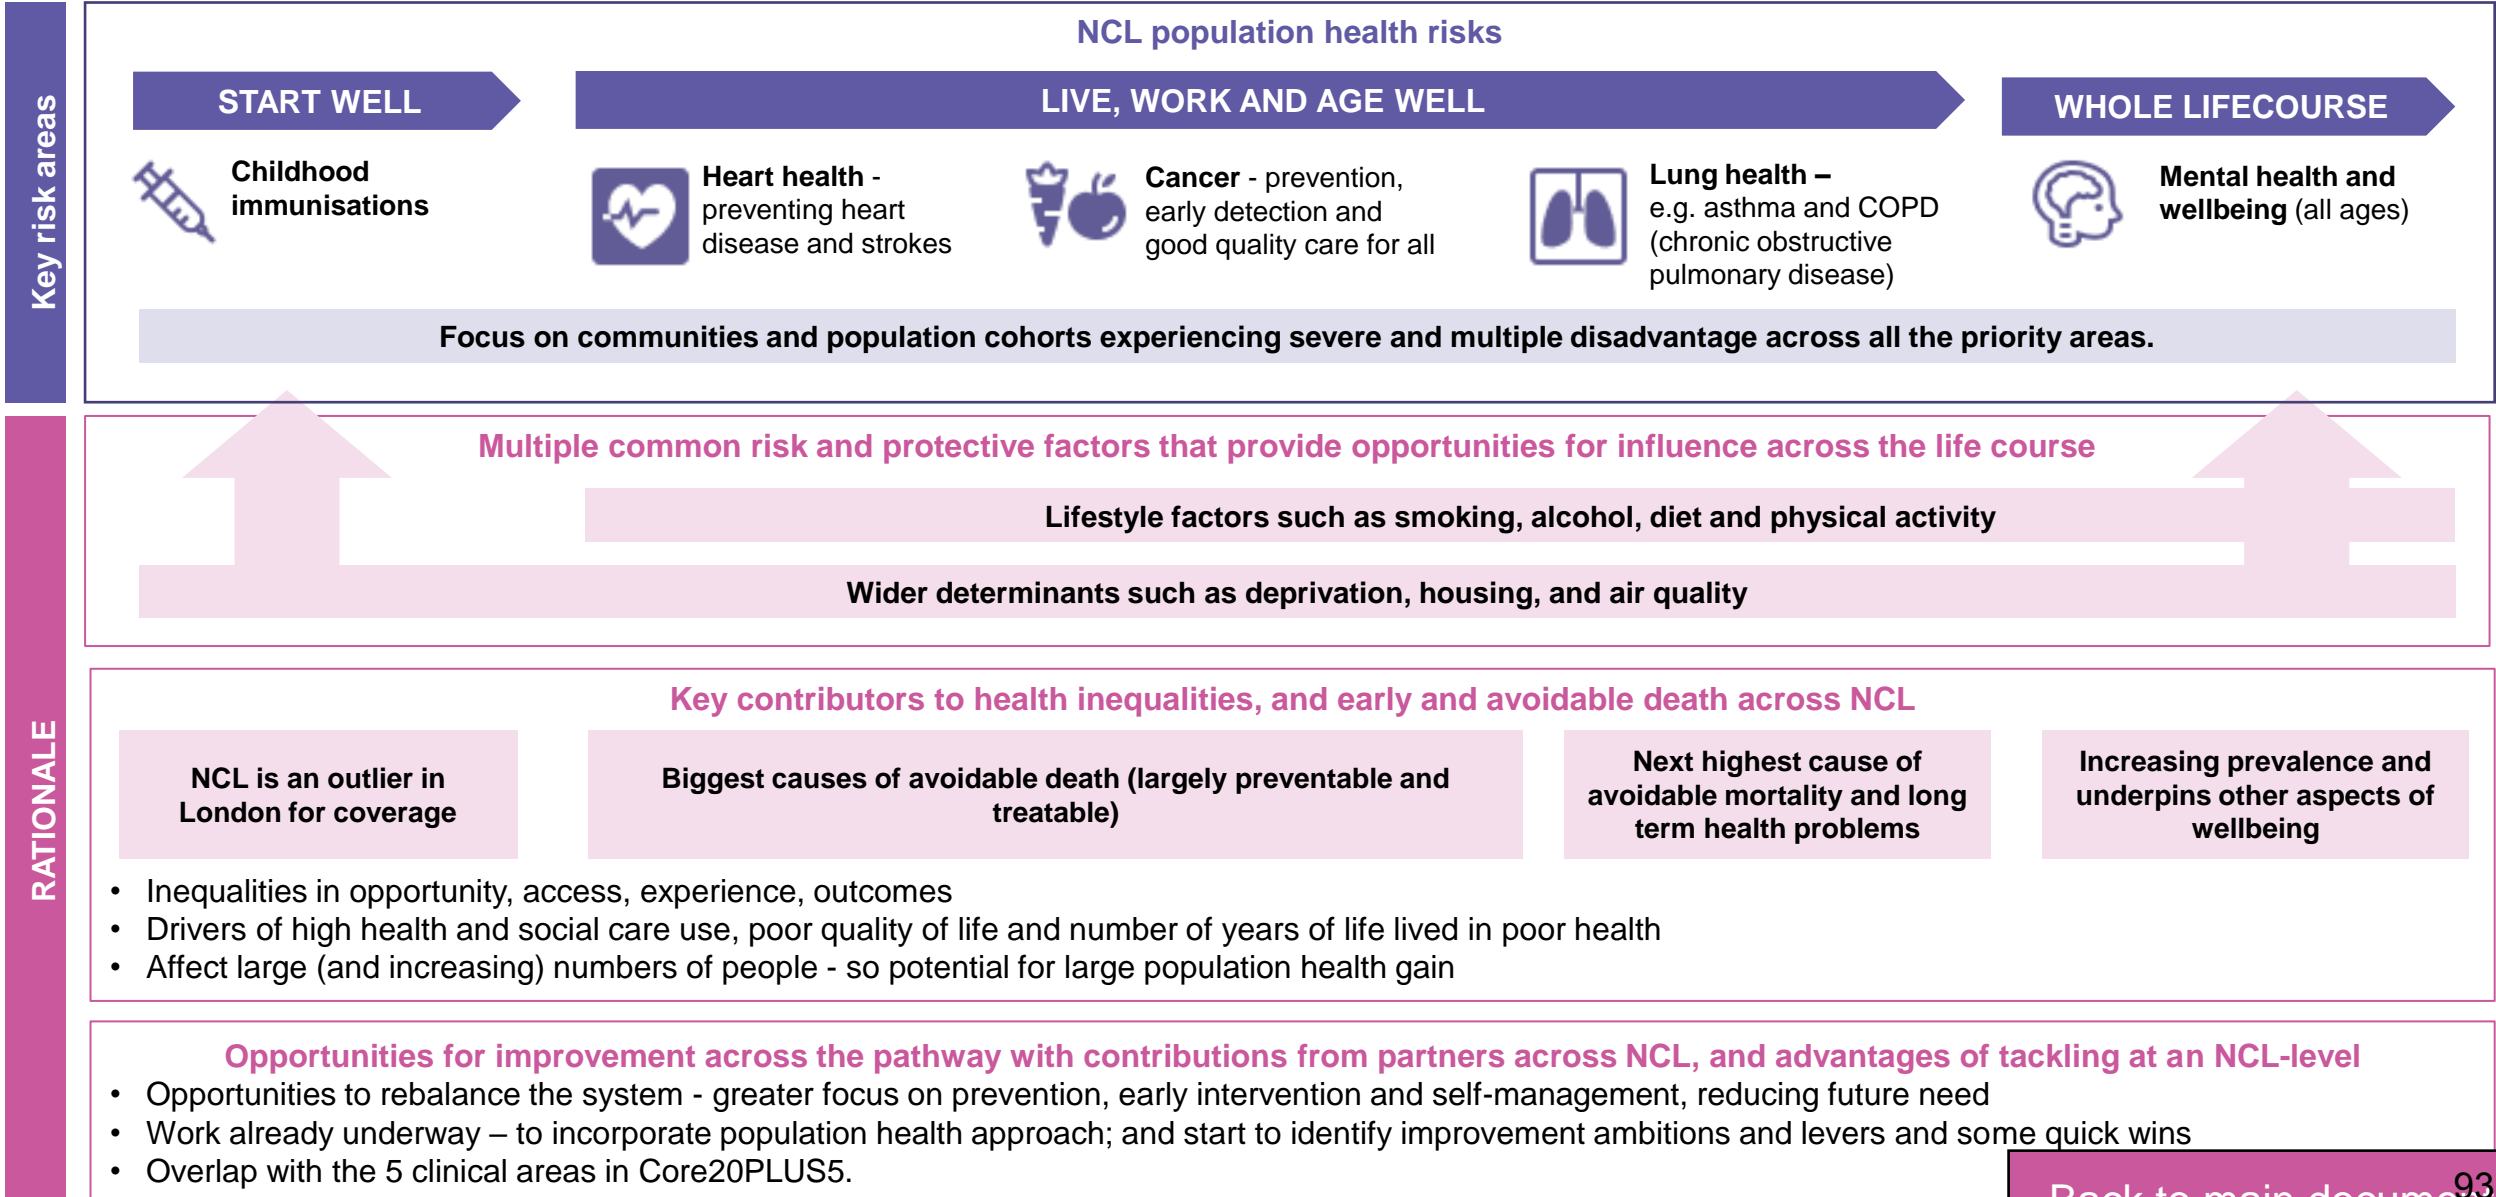 Key risk areas
NCL population health risks
START WELL
LIVE, WORK AND AGE WELL
WHOLE LIFECOURSE
Childhood
immunisations
Heart health -
preventing heart
disease and strokes
Cancer - prevention,
early detection and
good quality care for all
Lung health –
e.g. asthma and COPD
(chronic obstructive
pulmonary disease)
Mental health and
wellbeing (all ages)
Focus on communities and population cohorts experiencing severe and multiple disadvantage across all the priority areas.
RATIONALE
Multiple common risk and protective factors that provide opportunities for influence across the life course
Lifestyle factors such as smoking, alcohol, diet and physical activity
Wider determinants such as deprivation, housing, and air quality
Key contributors to health inequalities, and early and avoidable death across NCL
NCL is an outlier in
London for coverage
Biggest causes of avoidable death (largely preventable and
treatable)
Next highest cause of
avoidable mortality and long
term health problems
Increasing prevalence and
underpins other aspects of
wellbeing
• Inequalities in opportunity, access, experience, outcomes
• Drivers of high health and social care use, poor quality of life and number of years of life lived in poor health
• Affect large (and increasing) numbers of people - so potential for large population health gain
Opportunities for improvement across the pathway with contributions from partners across NCL, and advantages of tackling at an NCL-level
• Opportunities to rebalance the system - greater focus on prevention, early intervention and self-management, reducing future need
• Work already underway – to incorporate population health approach; and start to identify improvement ambitions and levers and some quick wins
• Overlap with the 5 clinical areas in Core20PLUS5.
Back to main
93